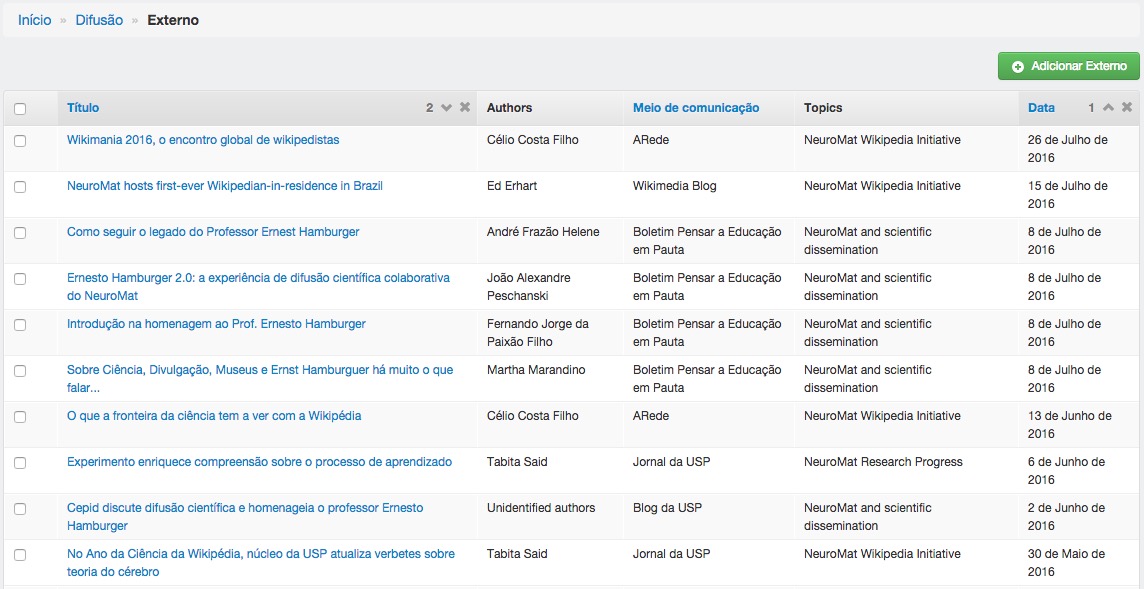 Início » Difusão » Externo
Adicionar Externo
Título 2 Authors Meio de comunicação Topics Data 1
Wikimania 2016, o encontro global de wikipedistas Célio Costa Filho ARede NeuroMat Wikipedia Initiative 26 de Julho de
2016
NeuroMat hosts first-ever Wikipedian-in-residence in Brazil Ed Erhart Wikimedia Blog NeuroMat Wikipedia Initiative 15 de Julho de
2016
Como seguir o legado do Professor Ernest Hamburger André Frazão Helene Boletim Pensar a Educação NeuroMat and scientific 8 de Julho de
em Pauta dissemination 2016
Ernesto Hamburger 2.0: a experiência de difusão científica colaborativa João Alexandre Boletim Pensar a Educação NeuroMat and scientific 8 de Julho de
do NeuroMat Peschanski em Pauta dissemination 2016
Introdução na homenagem ao Prof. Ernesto Hamburger Fernando Jorge da Boletim Pensar a Educação NeuroMat and scientific 8 de Julho de
Paixão Filho em Pauta dissemination 2016
Sobre Ciência, Divulgação, Museus e Ernst Hamburguer há muito o que Martha Marandino Boletim Pensar a Educação NeuroMat and scientific 8 de Julho de
falar... em Pauta dissemination 2016
O que a fronteira da ciência tem a ver com a Wikipédia Célio Costa Filho ARede NeuroMat Wikipedia Initiative 13 de Junho de
2016
Experimento enriquece compreensão sobre o processo de aprendizado Tabita Said Jornal da USP NeuroMat Research Progress 6 de Junho de
2016
Cepid discute difusão científica e homenageia o professor Ernesto Unidentified authors Blog da USP NeuroMat and scientific 2 de Junho de
Hamburger dissemination 2016
No Ano da Ciência da Wikipédia, núcleo da USP atualiza verbetes sobre Tabita Said Jornal da USP NeuroMat Wikipedia Initiative 30 de Maio de
teoria do cérebro 2016